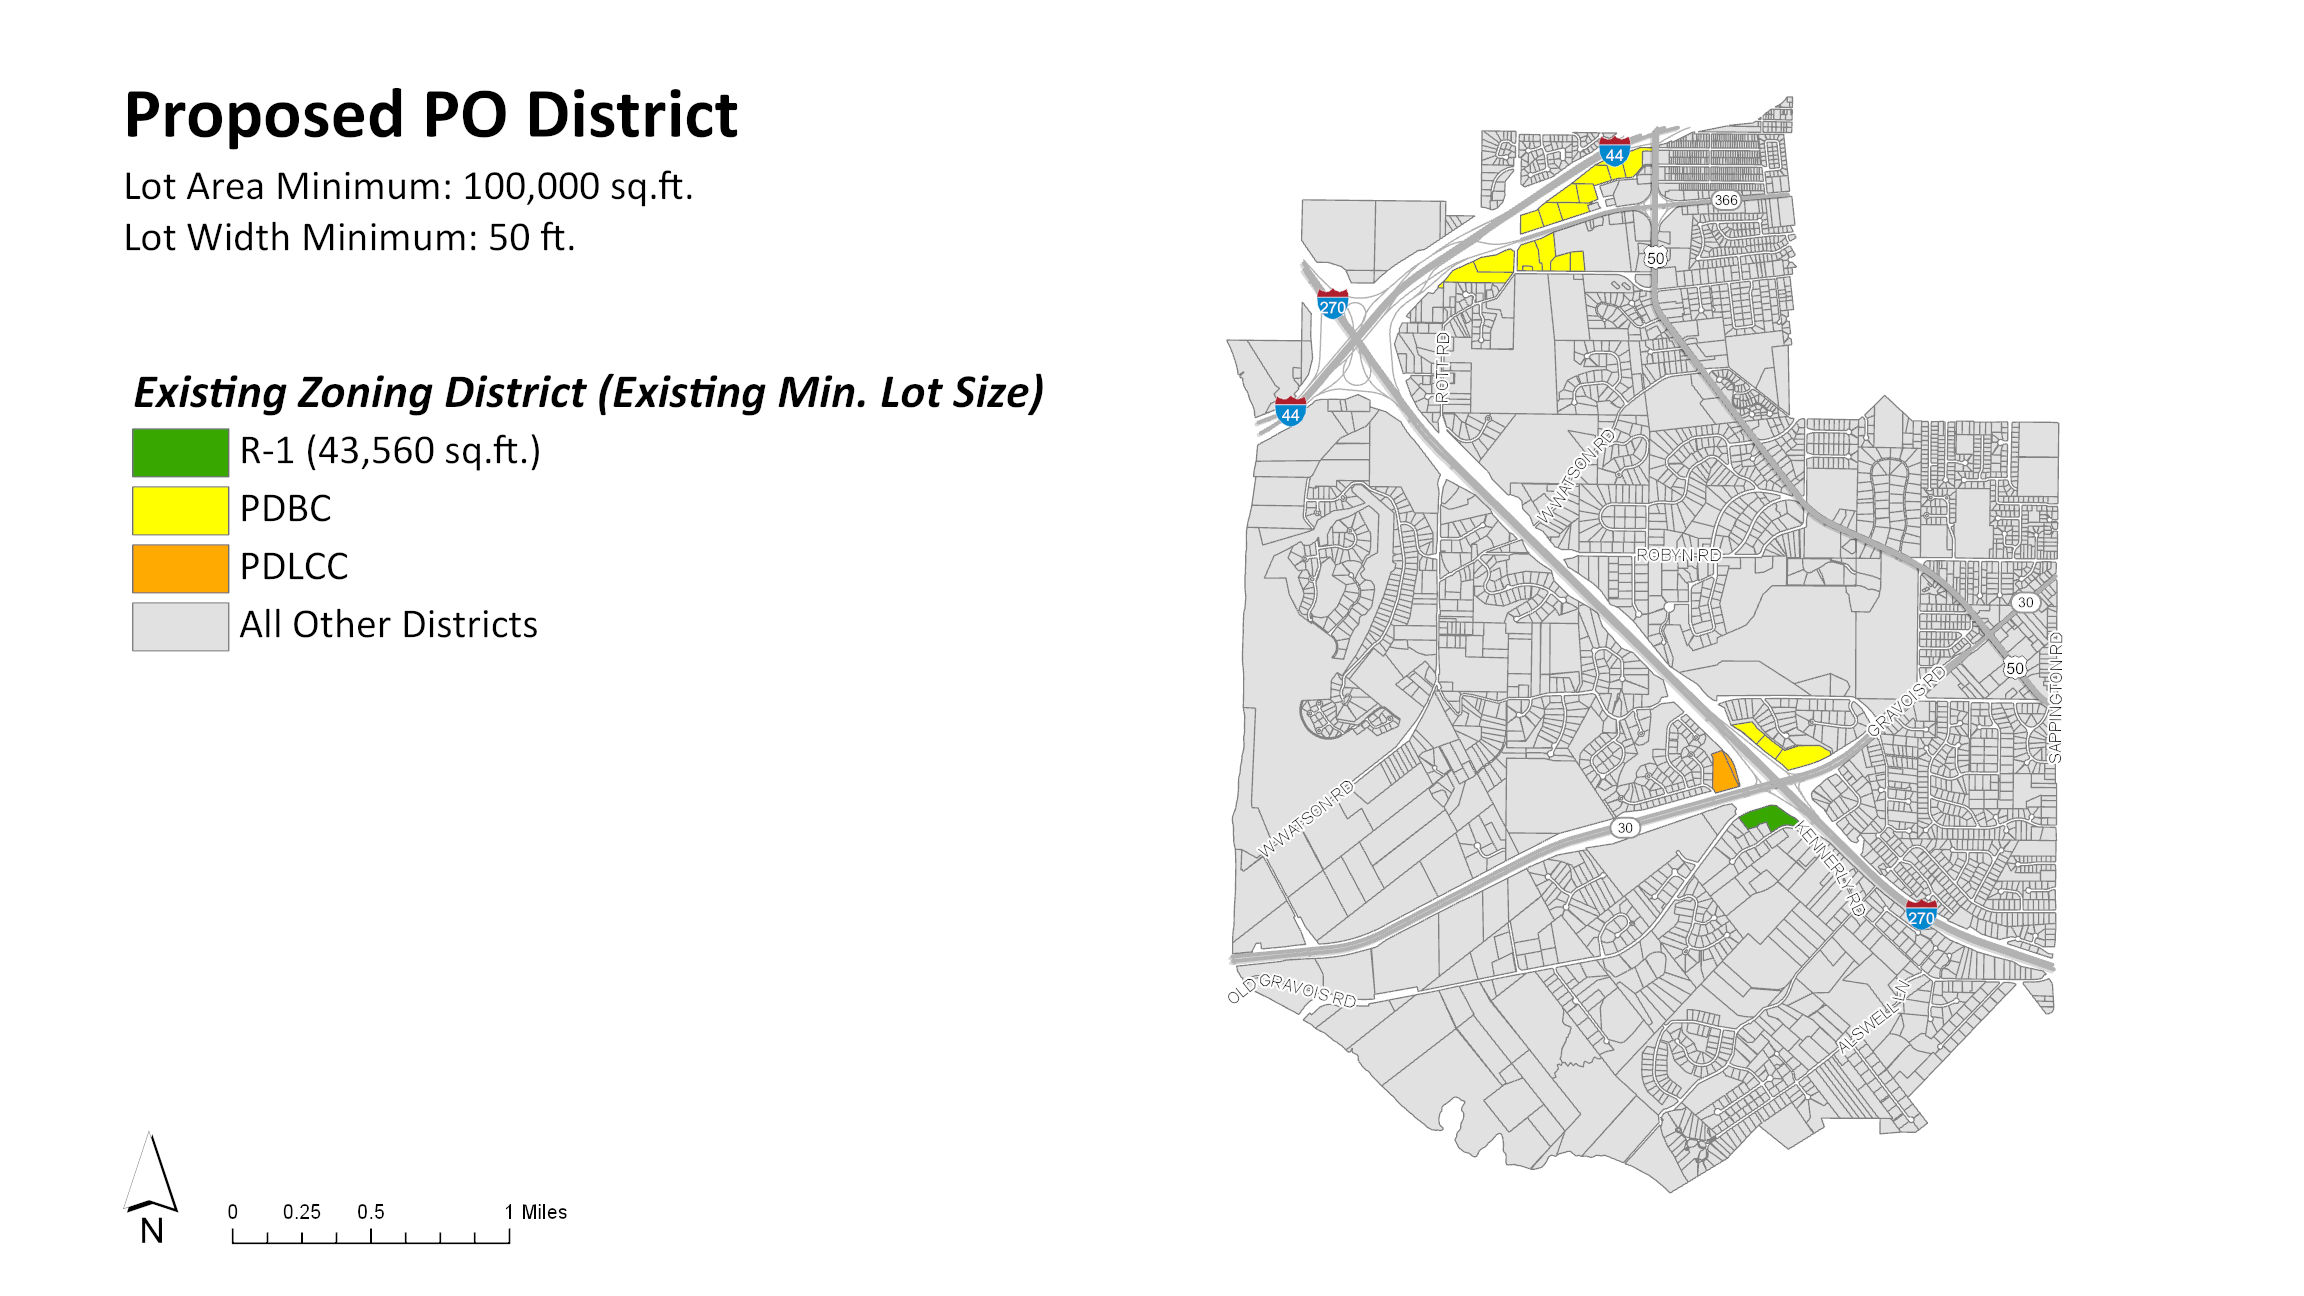 Proposed PO District
Lot Area Minimum: 100,000 sq.ft.
Lot Width Minimum: 50 ft.
Existing Zoning District (Existing Min. Lot Size)
R-1 (43,560 sq.ft.)
PDBC
PDLCC
All Other Districts
N
0 0.25 0.5 1 Miles
44
366
50
270
ROTT RD
44
W WATSON RD
ROBYN RD
30
50
SAPPINGTON RD
GRAVOIS RD
W WATSON RD
30
KENNERLY RD
270
OLD GRAVOIS RD
ALSWELL LN